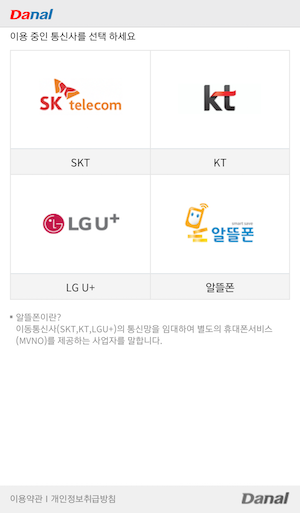 Danal
이용 중인 통신사를 선택 하세요
SK telecom
kt
SKT
KT
LG U+
smart save
알뜰폰
LG U+
알뜰폰
• 알뜰폰이란?
이동통신사(SKT,KT,LGU+)의 통신망을 임대하여 별도의 휴대폰서비스
(MVNO)를 제공하는 사업자를 말합니다.
이용약관 I 개인정보취급방침
Danal